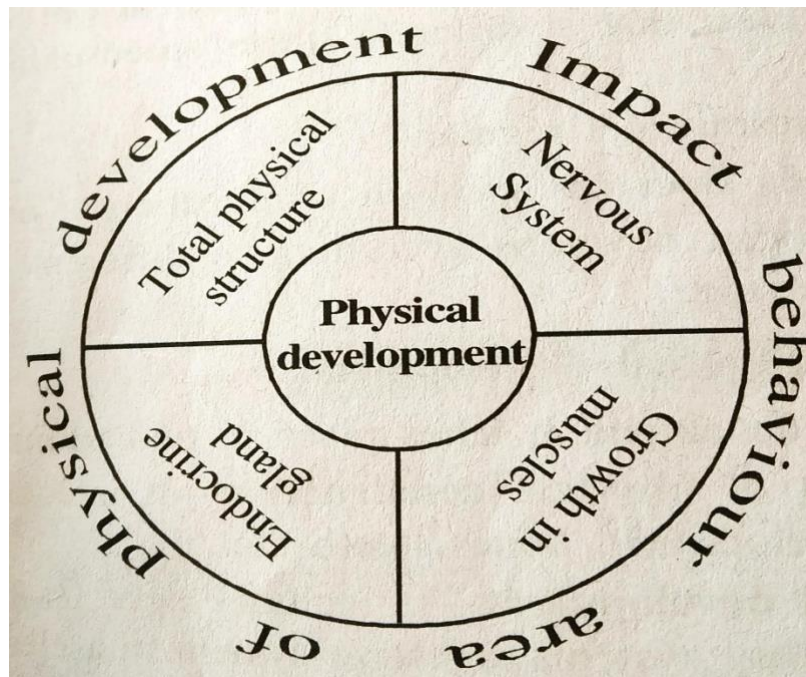 Impact behaviour area of physical development
Nervous
System
Growth in
muscles
Endocrine
gland
Total physical
structure
Physical
development